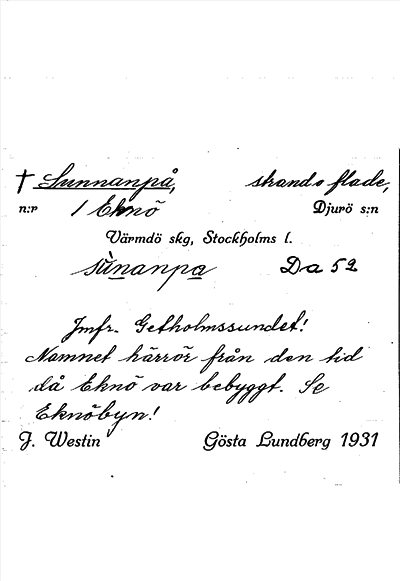 † Sunnanpå, strandsflade,
n:r 1 Eknö Djurö s:n
Värmdö skg, Stockholms l.
sùnanpa Da 52
Jmfr. Getholmssundet!
Namnet härrör från den tid
då Eknö var bebyggt. Se
Eknöbyn!
J. Westin Gösta Lundberg 1931